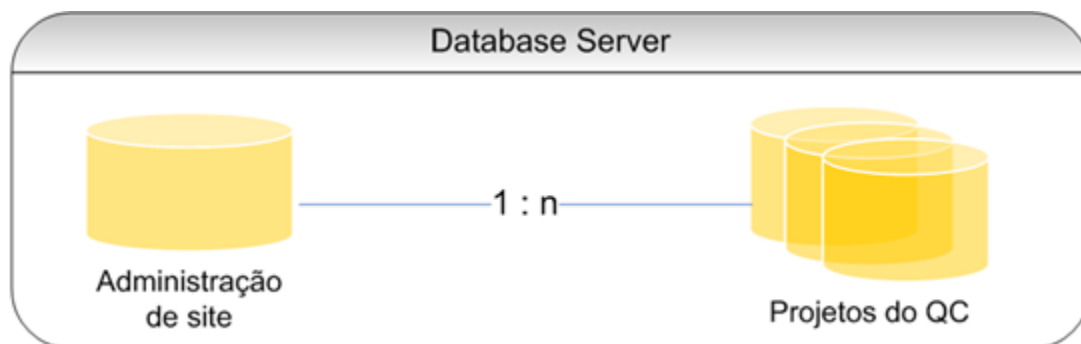 Database Server
1 : n
Administração
de site
Projetos do QC